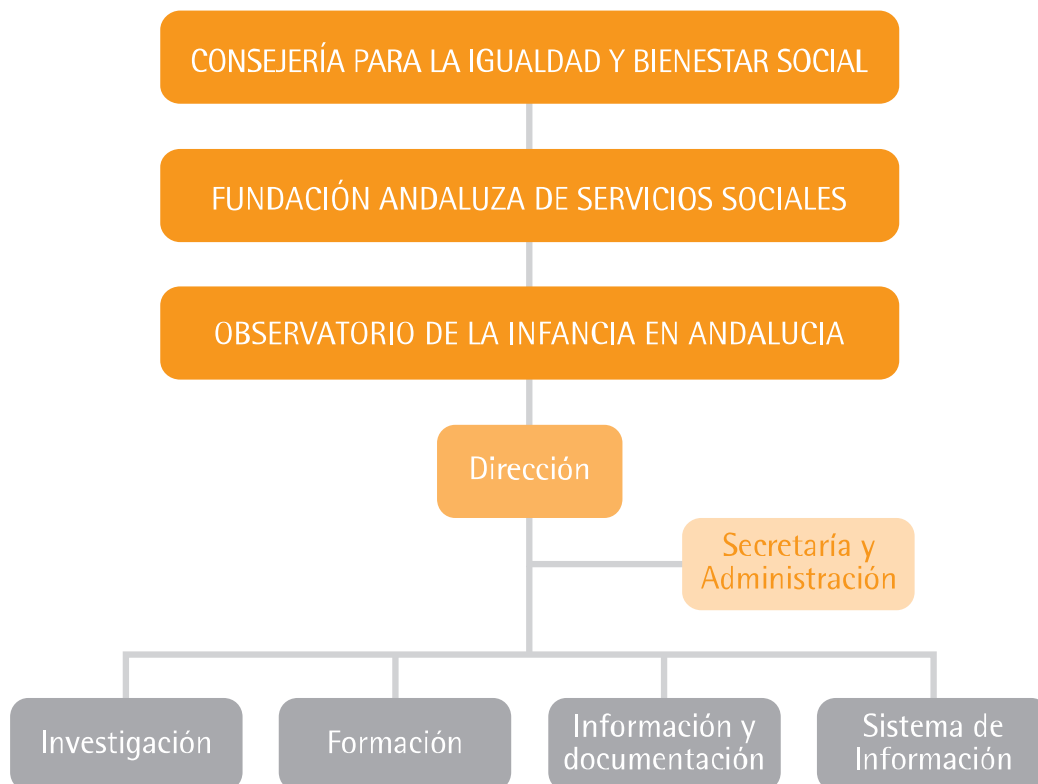 CONSEJERÍA PARA LA IGUALDAD Y BIENESTAR SOCIAL
FUNDACIÓN ANDALUZA DE SERVICIOS SOCIALES
OBSERVATORIO DE LA INFANCIA EN ANDALUCIA
Dirección
Secretaría y
Administración
Investigación
Formación
Información y
documentación
Sistema de
Información